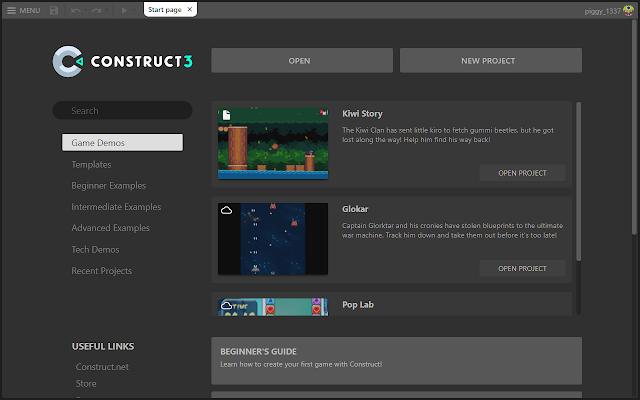 MENU
Start page
piggy_1337
CONSTRUCT 3
OPEN
NEW PROJECT
Search
Game Demos
Templates
Beginner Examples
Intermediate Examples
Advanced Examples
Tech Demos
Recent Projects
Kiwi Story
The Kiwi Clan has sent little kiro to fetch gummi beetles, but he got
lost along the way! Help him find his way back!
OPEN PROJECT
Glokar
Captain Glorktar and his cronies have stolen blueprints to the ultimate
war machine. Track him down and take them out before it's too late!
OPEN PROJECT
TIME
Pop Lab
USEFUL LINKS
Construct.net
Store
BEGINNER'S GUIDE
Learn how to create your first game with Construct!